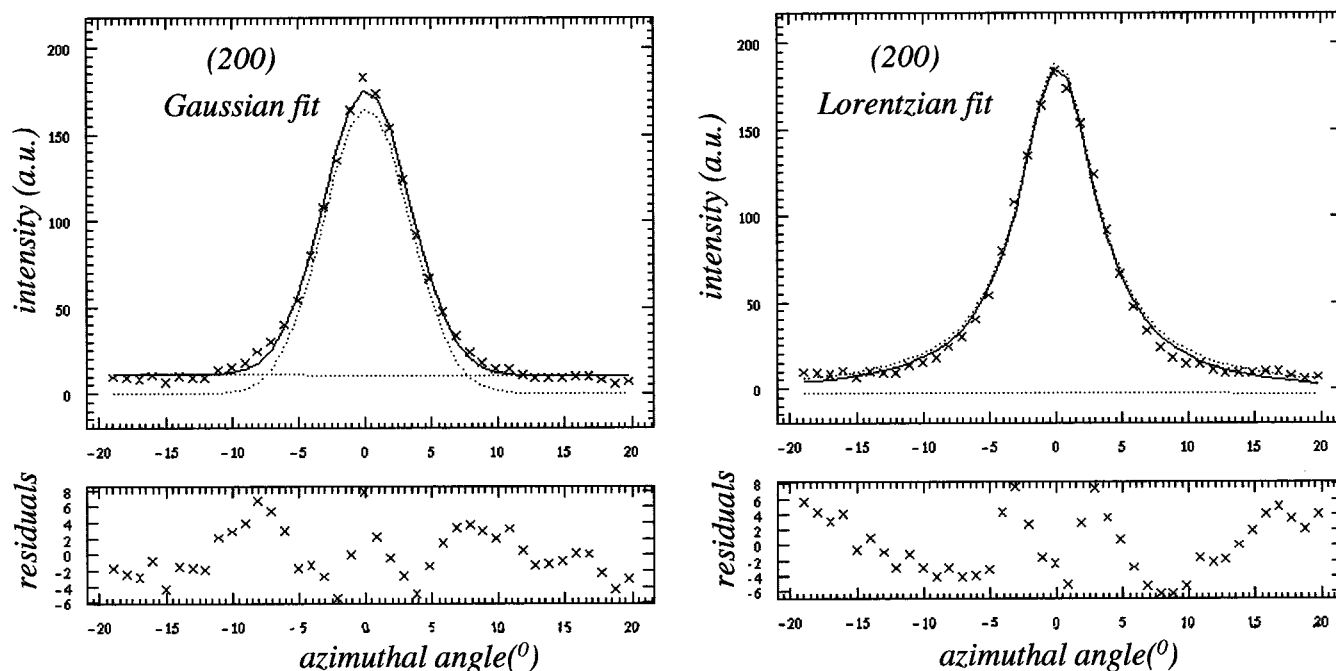 (200)
Gaussian fit
intensity (a.u.)
200
150
100
50
0
-20 -15 -10 -5 0 5 10 15 20
residuals
8
6
4
2
0
-2
-4
-6
-20 -15 -10 -5 0 5 10 15 20
azimuthal angle(⁰)
(200)
Lorentzian fit
intensity (a.u.)
200
150
100
50
0
-20 -15 -10 -5 0 5 10 15 20
residuals
8
6
4
2
0
-2
-4
-6
-20 -15 -10 -5 0 5 10 15 20
azimuthal angle(⁰)